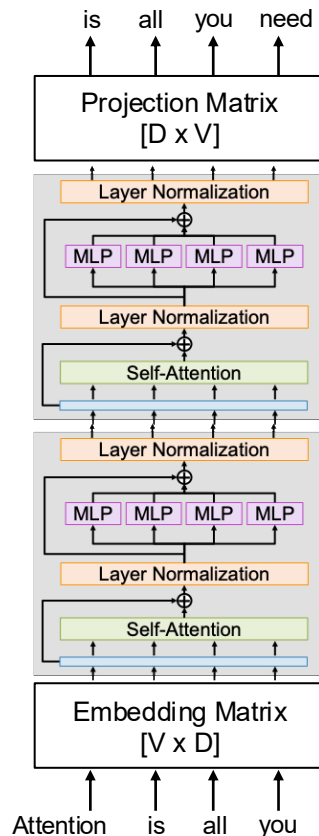 is all you need
Projection Matrix
[D x V]
Layer Normalization
MLP MLP MLP MLP
Layer Normalization
Self-Attention
Layer Normalization
MLP MLP MLP MLP
Layer Normalization
Self-Attention
Embedding Matrix
[V x D]
Attention is all you